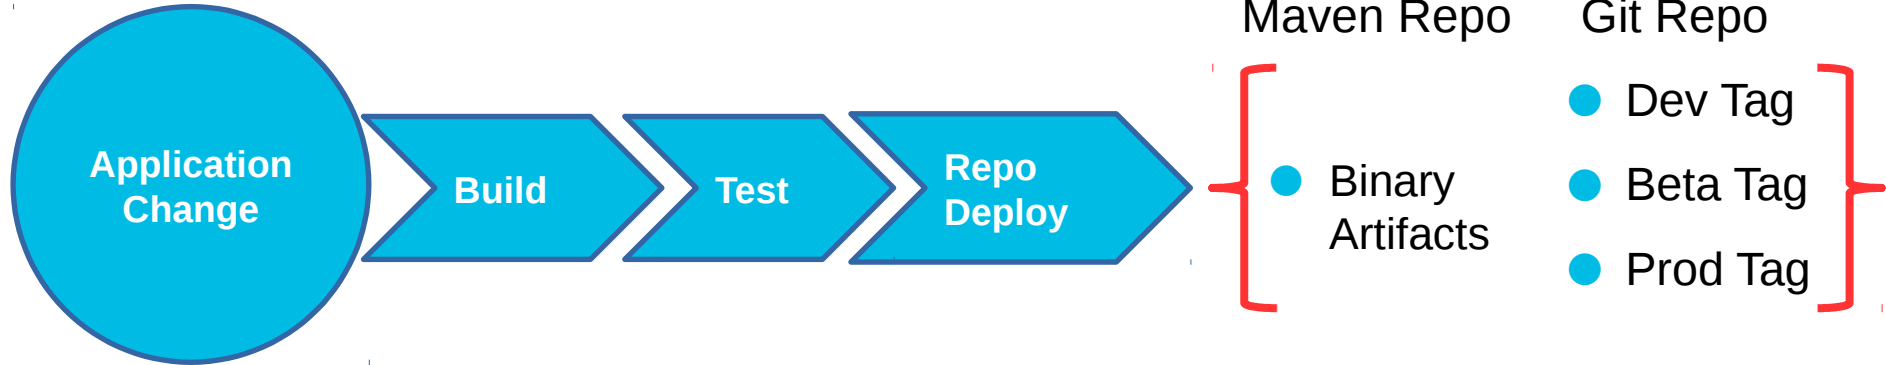 Maven Repo
Git Repo
Application
Change
Build
Test
Repo
Deploy
Binary
Artifacts
Dev Tag
Beta Tag
Prod Tag